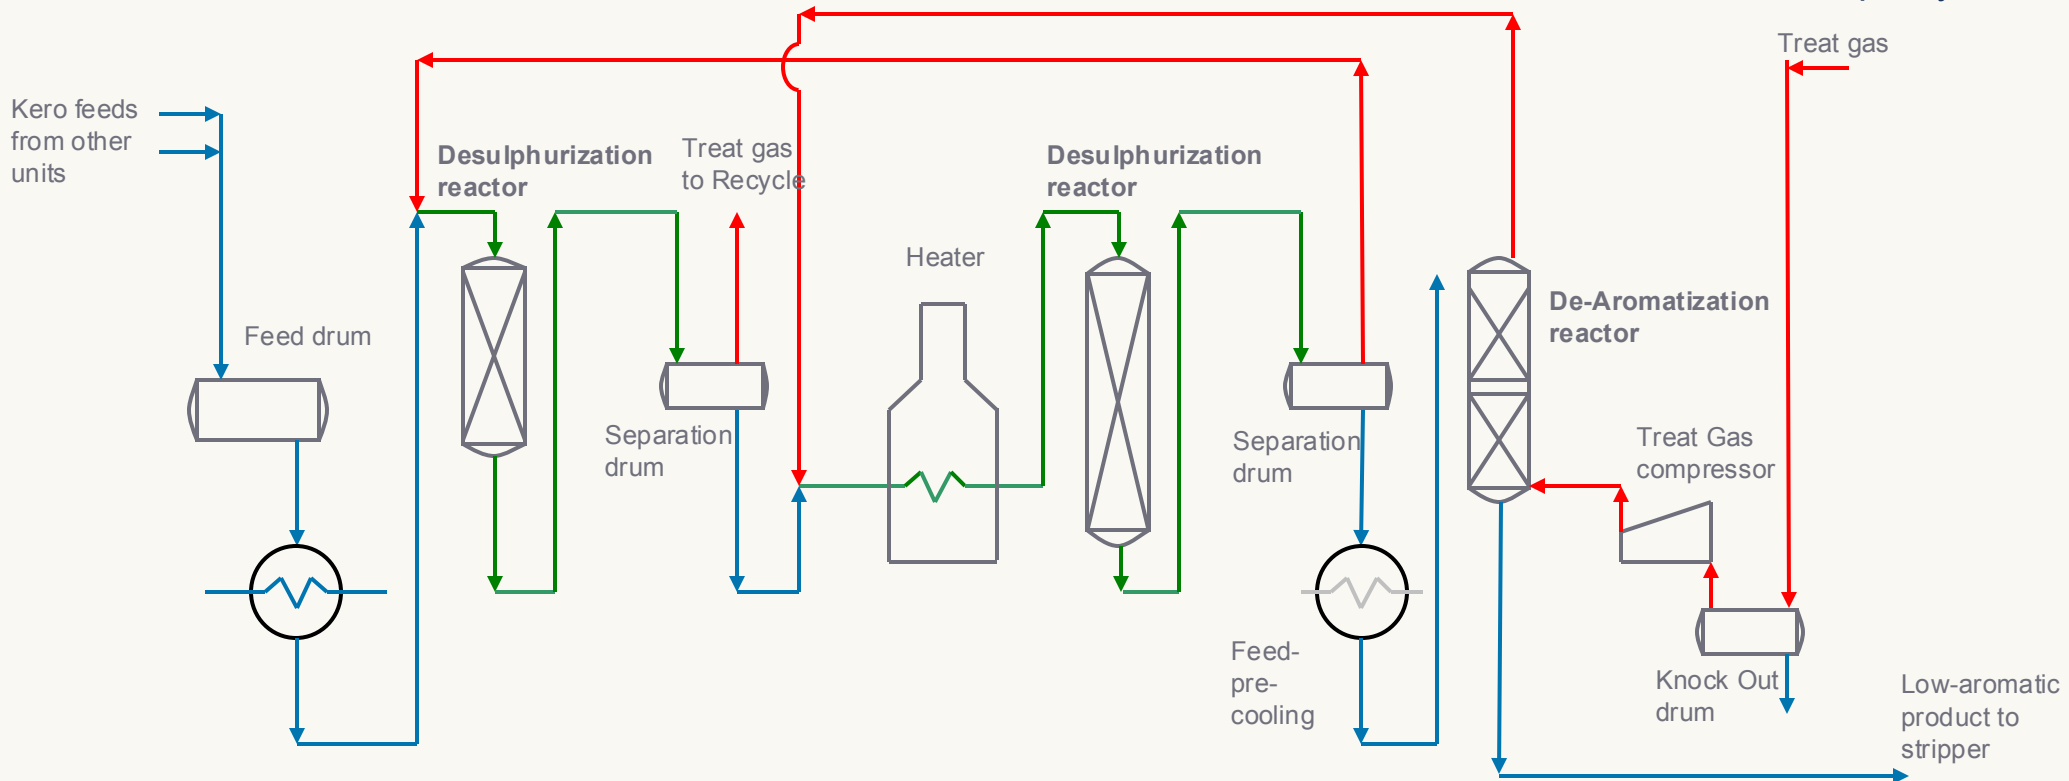 Treat gas
Kero feeds
from other
units
Desulphurization
reactor
Treat gas
to Recycle
Desulphurization
reactor
Heater
De-Aromatization
reactor
Feed drum
Separation
drum
Separation
drum
Treat Gas
compressor
Feed-
pre-
cooling
Knock Out
drum
Low-aromatic
product to
stripper